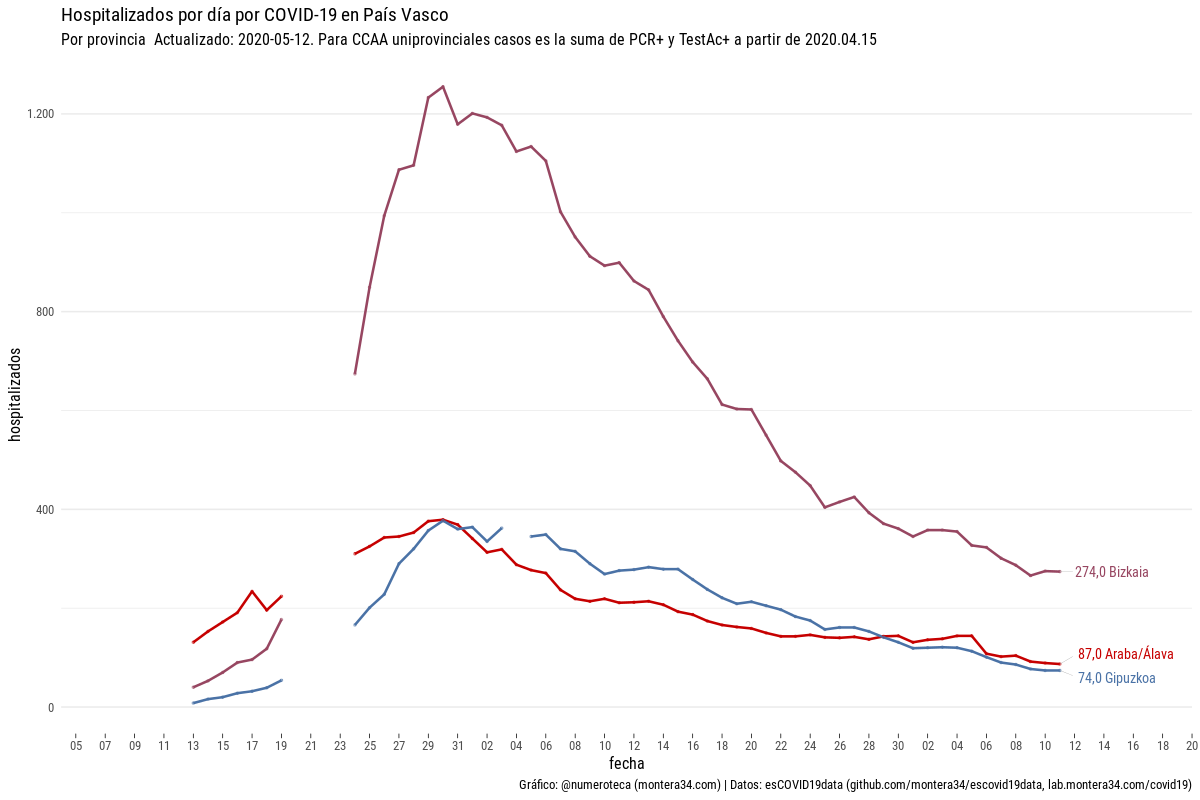 Hospitalizados por día por COVID-19 en País Vasco
Por provincia  Actualizado: 2020-05-12. Para CCAA uniprovinciales casos es la suma de PCR+ y TestAc+ a partir de 2020.04.15
1.200
800
400
0
hospitalizados
274,0 Bizkaia
87,0 Araba/Álava
74,0 Gipuzkoa
05 07 09 11 13 15 17 19 21 23 25 27 29 31 02 04 06 08 10 12 14 16 18 20 22 24 26 28 30 02 04 06 08 10 12 14 16 18 20
fecha
Gráfico: @numeroteca (montera34.com) | Datos: esCOVID19data (github.com/montera34/escovid19data, lab.montera34.com/covid19)